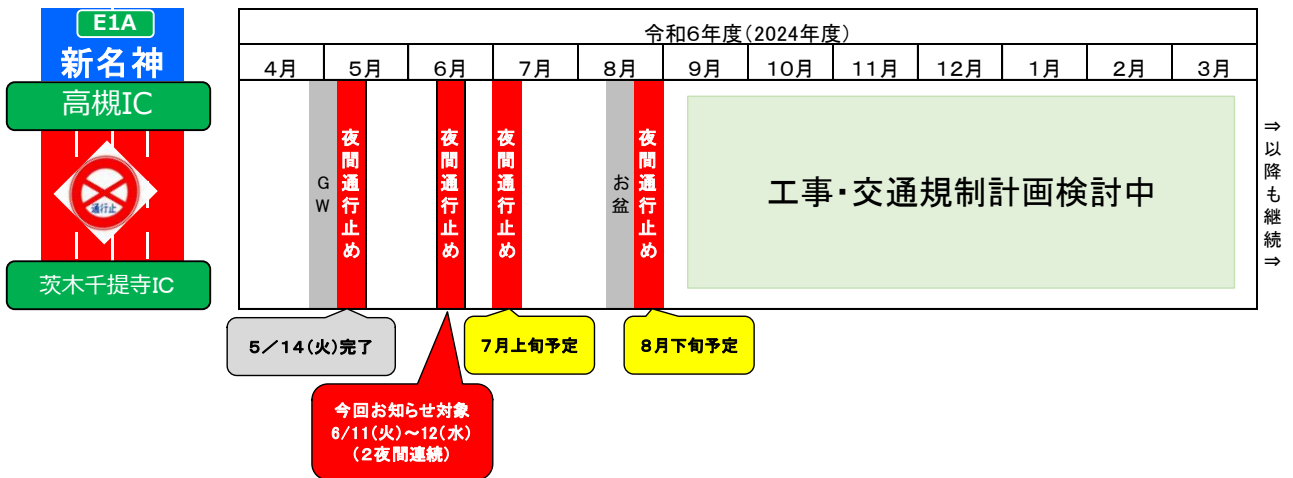 E1A
新名神
高槻IC
通行止
茨木千提寺IC
令和6年度(2024年度)
4月 5月 6月 7月 8月 9月 10月 11月 12月 1月 2月 3月
GW
夜間通行止め
夜間通行止め
夜間通行止め
お盆
夜間通行止め
工事・交通規制計画検討中
⇒以降も継続⇒
5/14(火)完了
今回お知らせ対象
6/11(火)~12(水)
(2夜間連続)
7月上旬予定
8月下旬予定